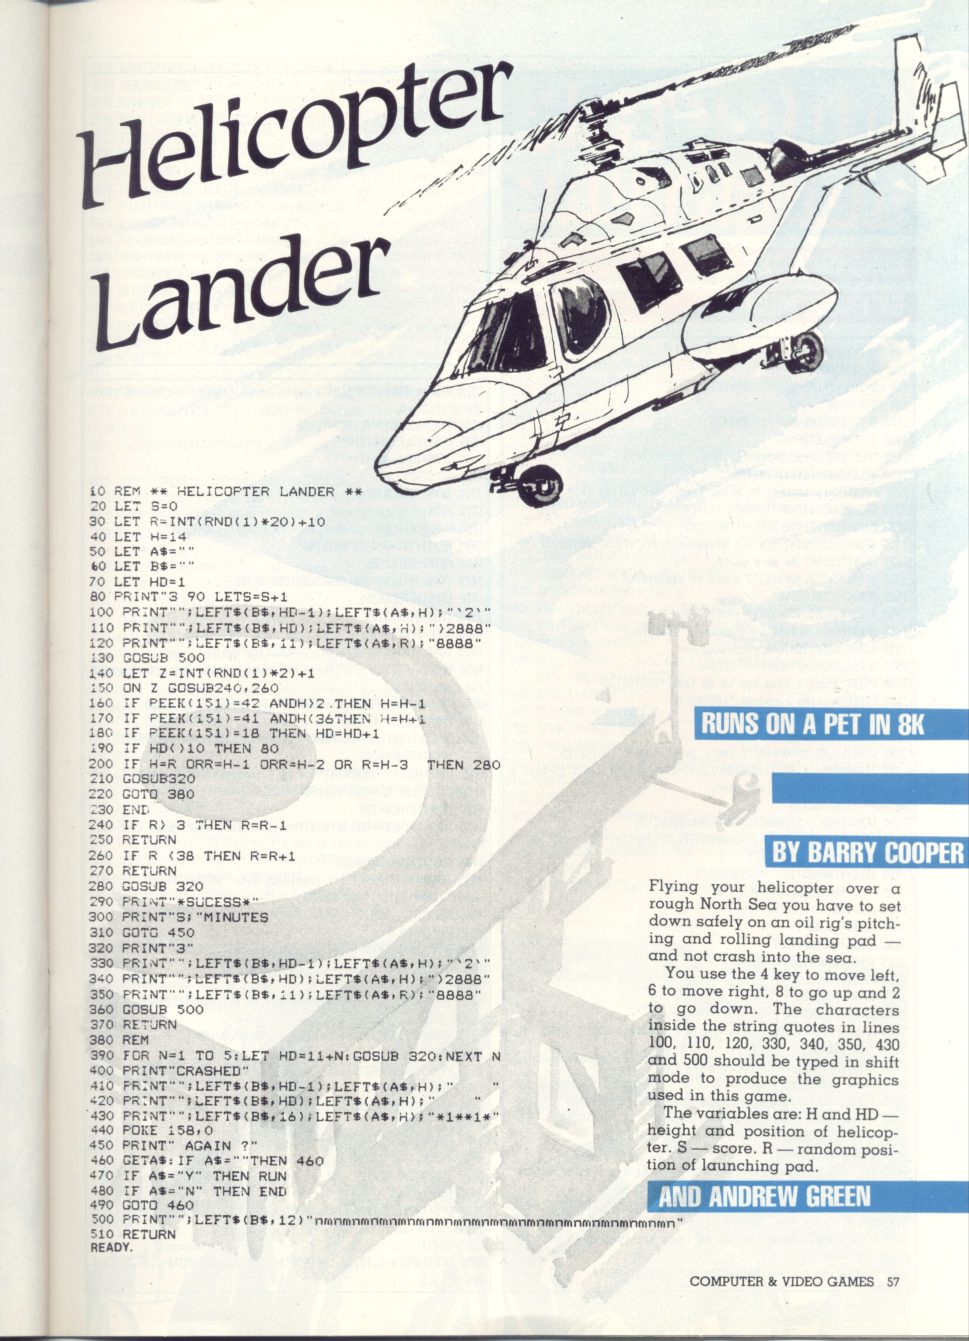 Helicopter
Lander
10 REM ** HELICOPTER LANDER **
20 LET S=0
30 LET R=INT(RND(1)*20)+10
40 LET H=14
50 LET A$=""
60 LET B$=""
70 LET HD=1
80 PRINT"3 90 LETS=S+1
100 PRINT"";LEFT$(B$,HD-1);LEFT$(A$,H);"`2\"
110 PRINT"";LEFT$(B$,HD);LEFT$(A$,H);")2888"
120 PRINT"";LEFT$(B$,11);LEFT$(A$,R);"8888"
130 GOSUB 500
140 LET Z=INT(RND(1)*2)+1
150 ON Z GOSUB240,260
160 IF PEEK(151)=42 ANDH>2 THEN H=H-1
170 IF PEEK(151)=41 ANDH<36THEN H=H+1
180 IF PEEK(151)=18 THEN HD=HD+1
190 IF HD<>10 THEN 80
200 IF H=R ORR=H-1 ORR=H-2 OR R=H-3 THEN 280
210 GOSUB320
220 GOTO 380
230 END
240 IF R> 3 THEN R=R-1
250 RETURN
260 IF R <38 THEN R=R+1
270 RETURN
280 GOSUB 320
290 PRINT"*SUCESS*"
300 PRINT"S; "MINUTES
310 GOTO 450
320 PRINT"3"
330 PRINT"";LEFT$(B$,HD-1);LEFT$(A$,H);"`2`"
340 PRINT"";LEFT$(B$,HD);LEFT$(A$,H);")2888"
350 PRINT"";LEFT$(B$,11);LEFT$(A$,R);"8888"
360 GOSUB 500
370 RETURN
380 REM
390 FOR N=1 TO 5:LET HD=11+N:GOSUB 320:NEXT N
400 PRINT"CRASHED"
410 PRINT"";LEFT$(B$,HD-1);LEFT$(A$,H);"    "
420 PRINT"";LEFT$(B$,HD);LEFT$(A$,H);"    "
430 PRINT"";LEFT$(B$,16);LEFT$(A$,H);"*1**1*"
440 POKE 158,0
450 PRINT" AGAIN ?"
460 GETA$:IF A$=""THEN 460
470 IF A$="Y" THEN RUN
480 IF A$="N" THEN END
490 GOTO 460
500 PRINT"";LEFT$(B$,12)"nmnmnmnmnmnmnmnmnmnmnmnmnmnmnmnmnmnmnmn"
510 RETURN
READY.
RUNS ON A PET IN 8K
BY BARRY COOPER
Flying your helicopter over a
rough North Sea you have to set
down safely on an oil rig's pitch-
ing and rolling landing pad —
and not crash into the sea.
You use the 4 key to move left,
6 to move right, 8 to go up and 2
to go down. The characters
inside the string quotes in lines
100, 110, 120, 330, 340, 350, 430
and 500 should be typed in shift
mode to produce the graphics
used in this game.
The variables are: H and HD —
height and position of helicop-
ter. S — score. R — random posi-
tion of launching pad.
AND ANDREW GREEN
COMPUTER & VIDEO GAMES 57